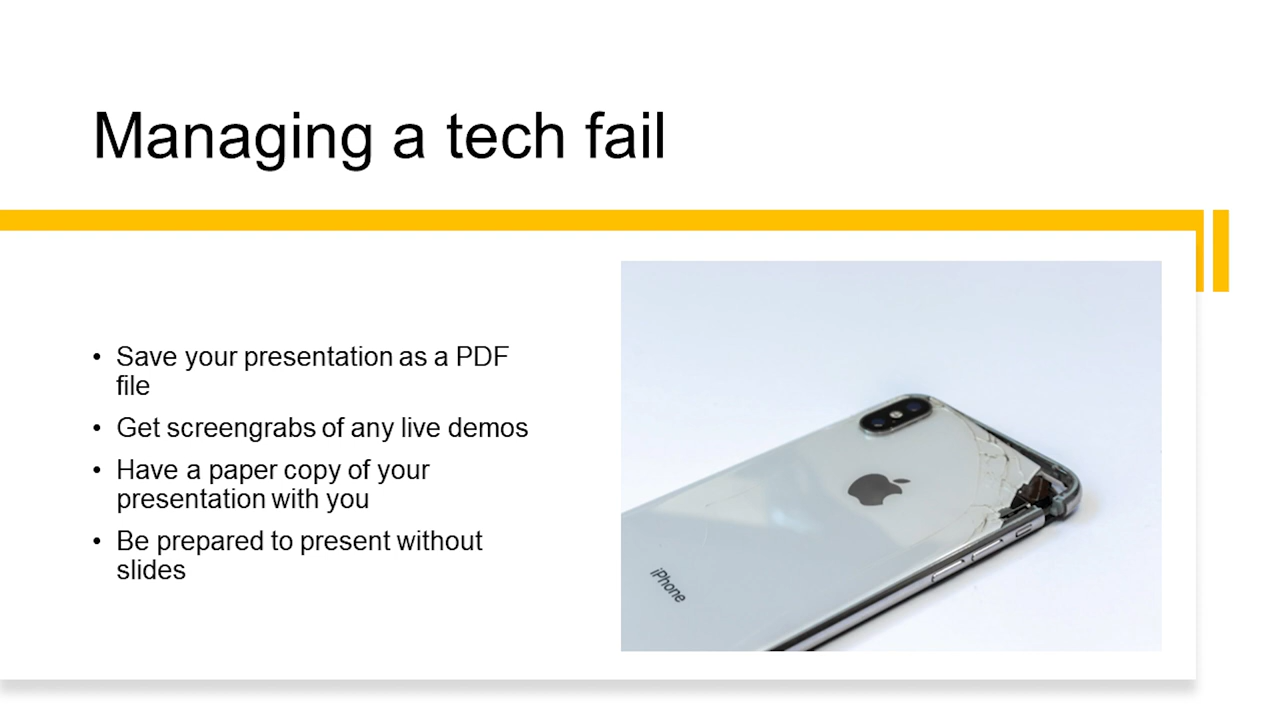 Managing a tech fail
• Save your presentation as a PDF
file
• Get screengrabs of any live demos
• Have a paper copy of your
presentation with you
• Be prepared to present without
slides
iPhone